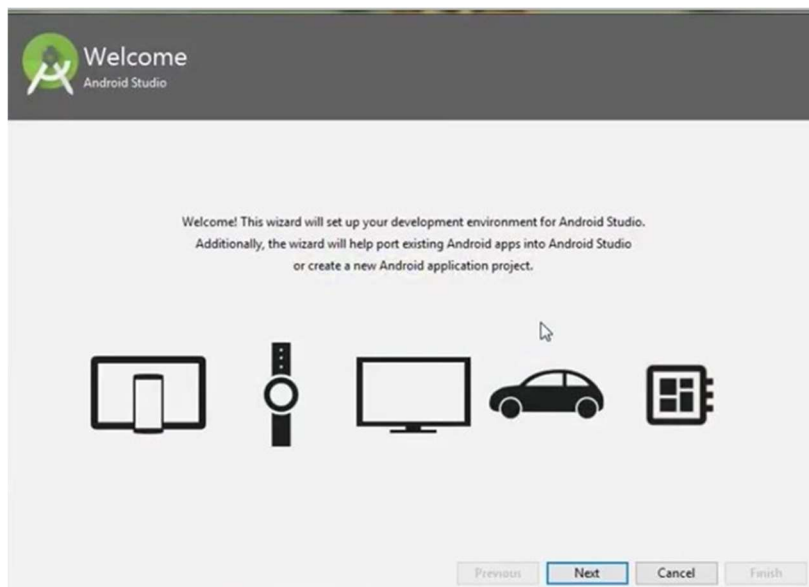 Welcome
Android Studio
Welcome! This wizard will set up your development environment for Android Studio.
Additionally, the wizard will help port existing Android apps into Android Studio
or create a new Android application project.
Previous
Next
Cancel
Finish